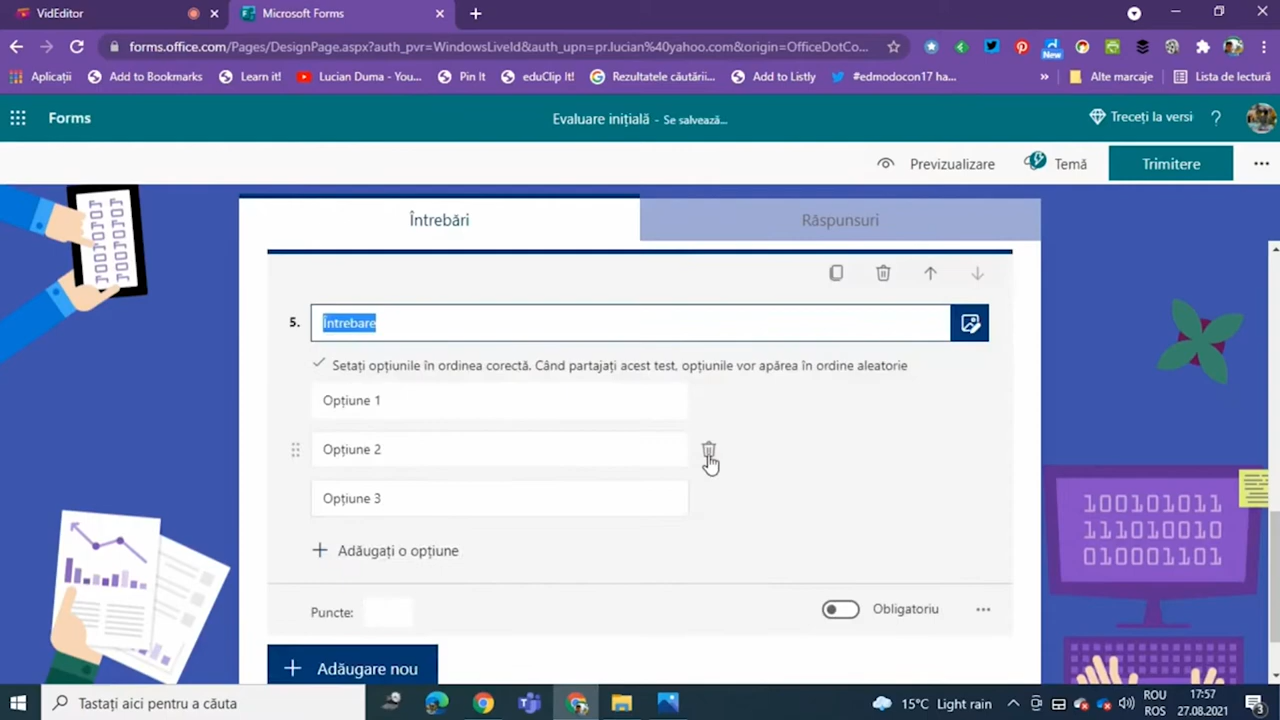 VidEditor
Microsoft Forms
forms.office.com/Pages/DesignPage.aspx?auth_pvr=WindowsLiveId&auth_upn=pr.lucian%40yahoo.com&origin=OfficeDotCo...
New
Aplicații
Add to Bookmarks
Learn it!
Lucian Duma - You...
Pin It
eduClip It!
Rezultatele căutării...
Add to Listly
#edmodocon17 ha...
»
Alte marcaje
Lista de lectură
Forms
Evaluare inițială - Se salvează...
Treceți la versi
?
Previzualizare
Temă
Trimitere
Întrebări
Răspunsuri
5.
Întrebare
Setați opțiunile în ordinea corectă. Când partajați acest test, opțiunile vor apărea în ordine aleatorie
Opțiune 1
Opțiune 2
Opțiune 3
Adăugați o opțiune
Puncte:
Obligatoriu
Adăugare nou
100101011
111010010
010001101
Tastați aici pentru a căuta
15°C Light rain
ROU
ROS
17:57
27.08.2021
3